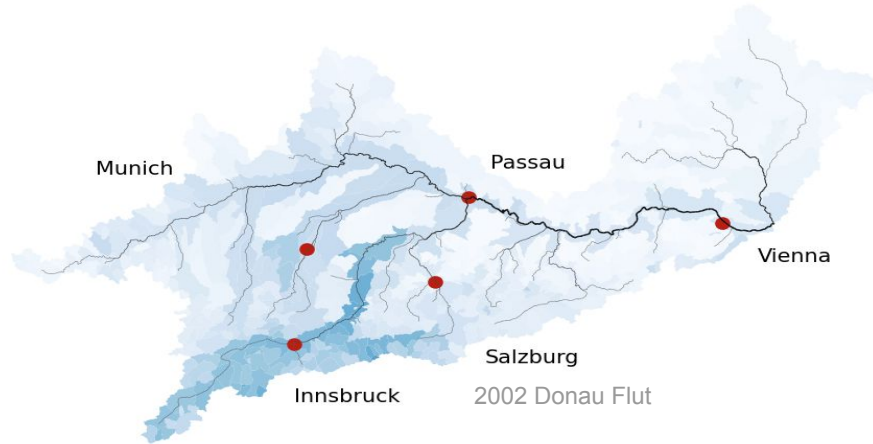 Munich
Passau
Vienna
Salzburg
Innsbruck
2002 Donau Flut